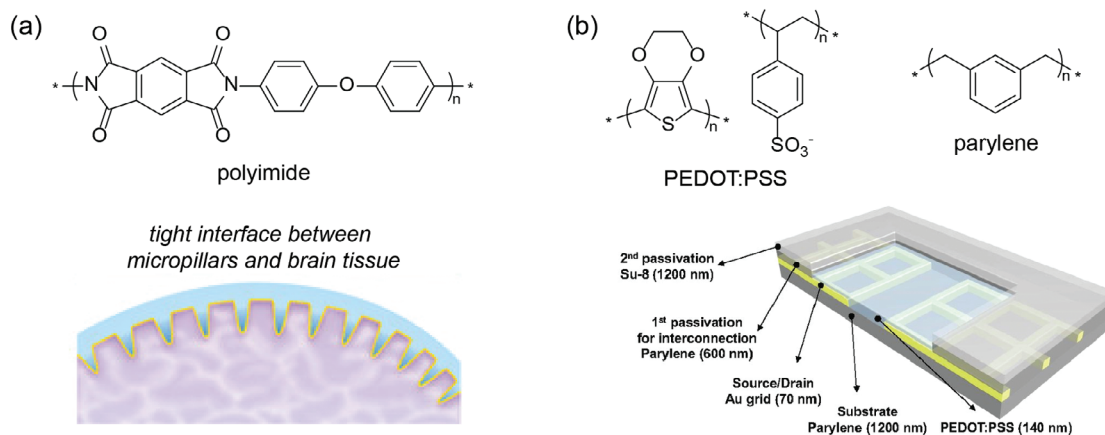 (a)
O
O
* ( N
N
O
) n *
O
O
polyimide
tight interface between
micropillars and brain tissue
(b)
O
O
* ( S ) n *
* ( ) n *
SO3-
PEDOT:PSS
* ( ) n *
parylene
2nd passivation
Su-8 (1200 nm)
1st passivation
for interconnection
Parylene (600 nm)
Source/Drain
Au grid (70 nm)
Substrate
Parylene (1200 nm)
PEDOT:PSS (140 nm)